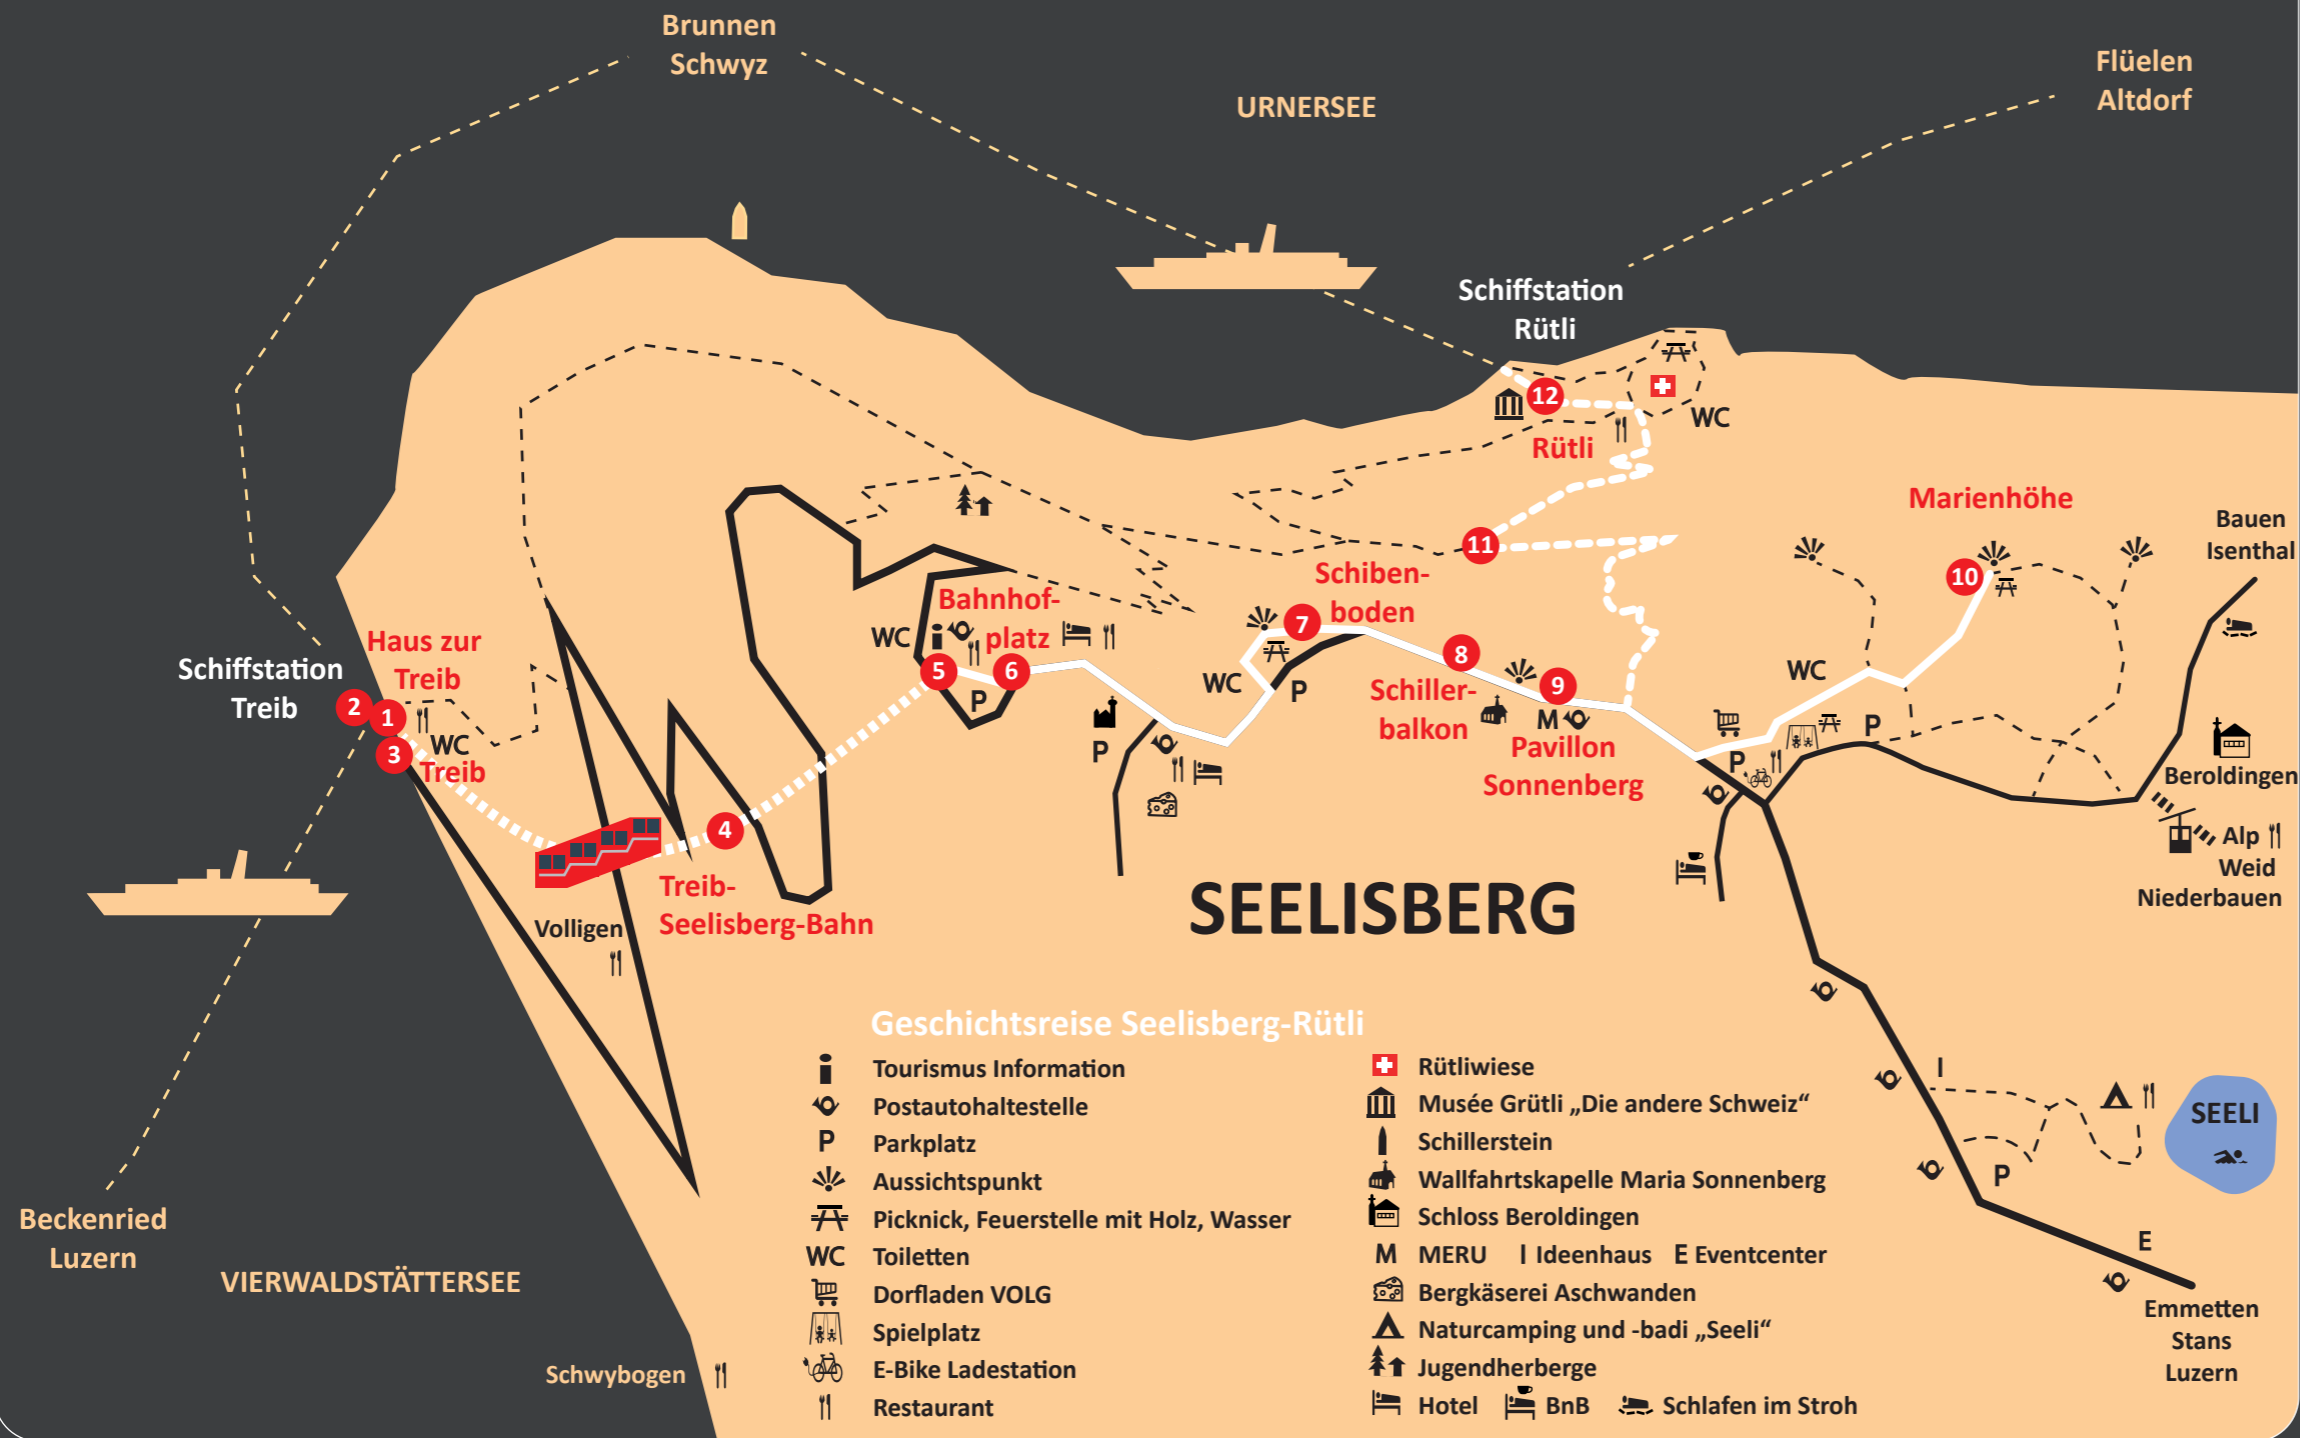 Brunnen
Schwyz
Flüelen
Altdorf
URNERSEE
Schiffstation
Rütli
12
WC
Rütli
Marienhöhe
Bauen
Isenthal
11
10
Schiben-
boden
7
Bahnhof-
platz
WC
5
6
P
Haus zur
Treib
Schiffstation
Treib
2
1
3
WC
Treib
WC
P
8
Schiller-
balkon
9
M
Pavillon
Sonnenberg
WC
P
P
P
Beroldingen
Alp
Weid
Niederbauen
4
Treib-
Seelisberg-Bahn
Volligen
SEELISBERG
I
SEELI
P
E
Emmetten
Stans
Luzern
Beckenried
Luzern
VIERWALDSTÄTTERSEE
Schwybogen
Geschichtsreise Seelisberg-Rütli
Tourismus Information
Postautohaltestelle
P Parkplatz
Aussichtspunkt
Picknick, Feuerstelle mit Holz, Wasser
WC Toiletten
Dorfladen VOLG
Spielplatz
E-Bike Ladestation
Restaurant
Rütliwiese
Musée Grütli „Die andere Schweiz“
Schillerstein
Wallfahrtskapelle Maria Sonnenberg
Schloss Beroldingen
M MERU I Ideenhaus E Eventcenter
Bergkäserei Aschwanden
Naturcamping und -badi „Seeli“
Jugendherberge
Hotel BnB Schlafen im Stroh